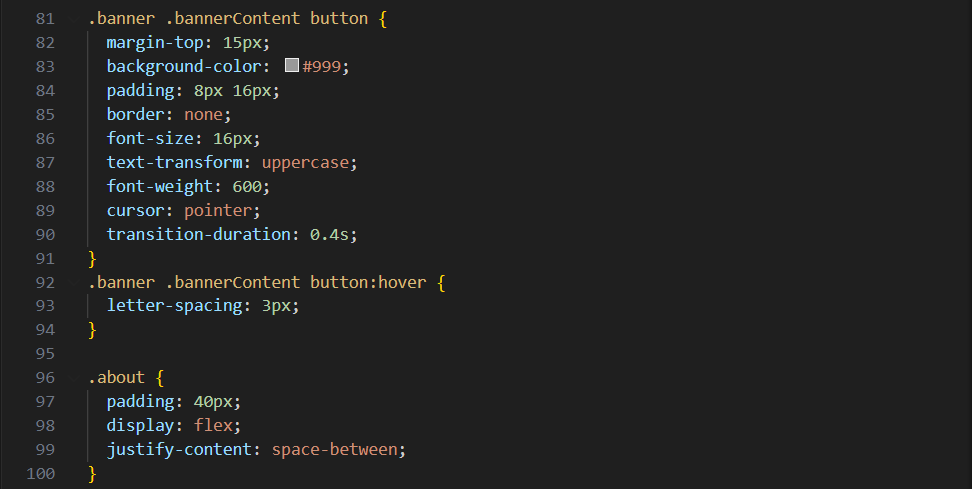 81 .banner .bannerContent button {
82 margin-top: 15px;
83 background-color: #999;
84 padding: 8px 16px;
85 border: none;
86 font-size: 16px;
87 text-transform: uppercase;
88 font-weight: 600;
89 cursor: pointer;
90 transition-duration: 0.4s;
91 }
92 .banner .bannerContent button:hover {
93 letter-spacing: 3px;
94 }
95
96 .about {
97 padding: 40px;
98 display: flex;
99 justify-content: space-between;
100 }